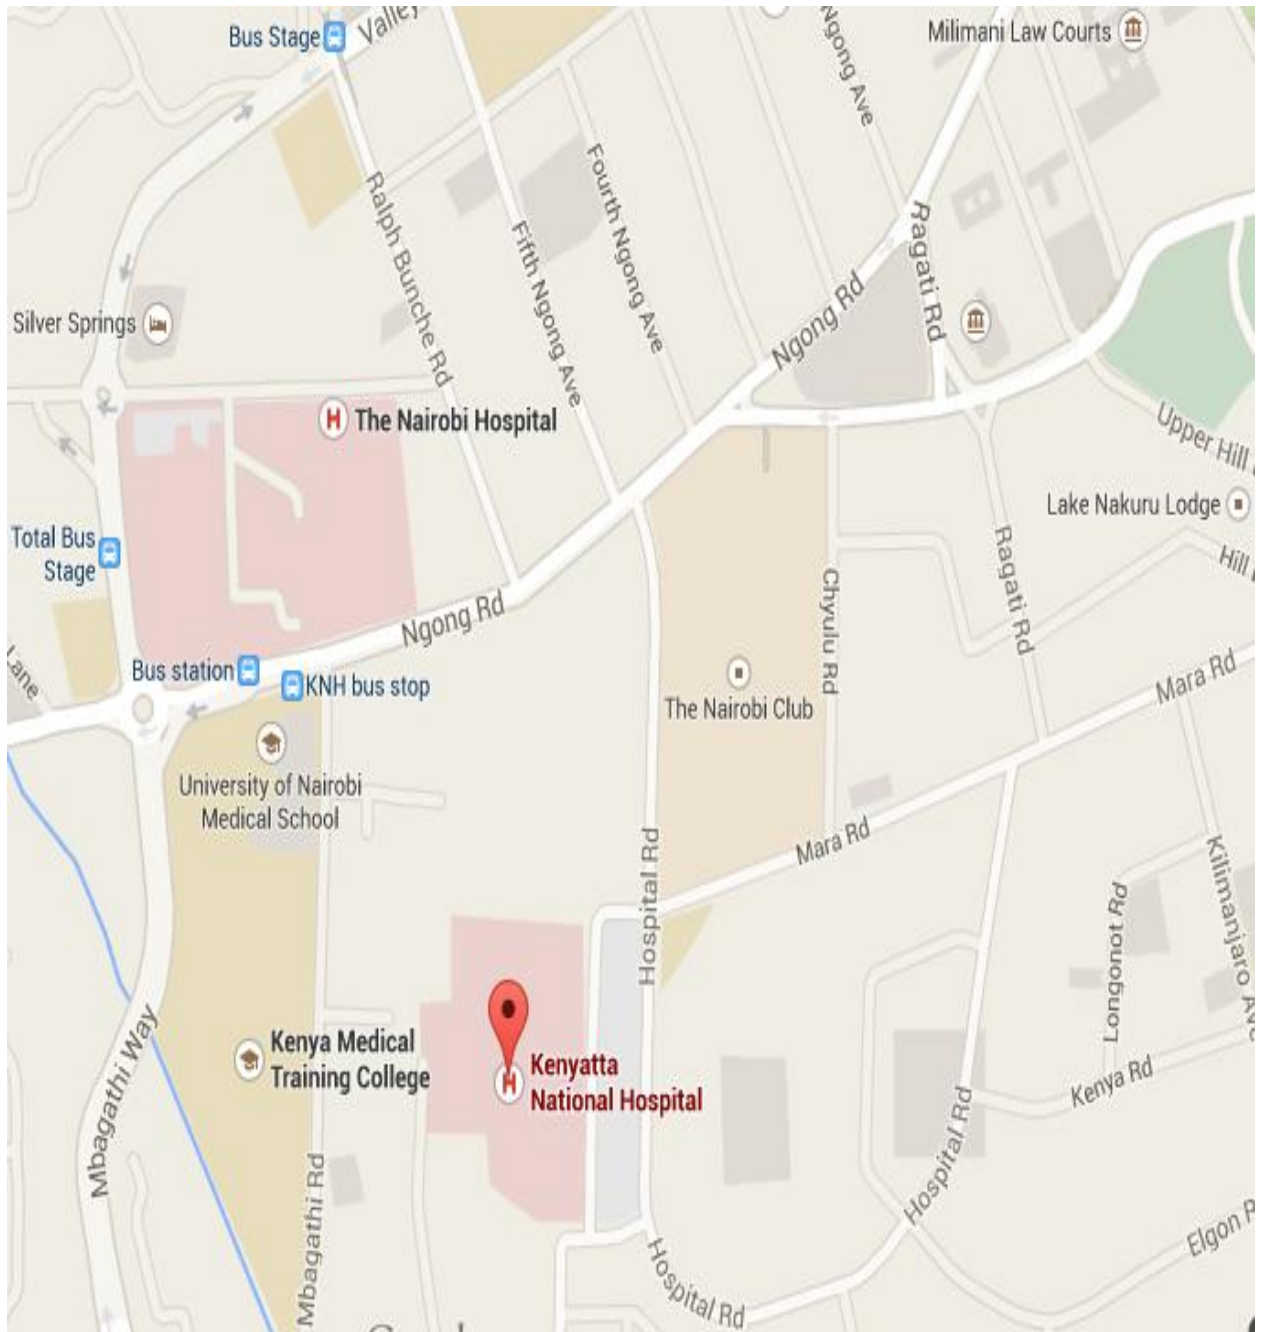 Bus Stage
Valley
Ngong Ave
Milimani Law Courts
Ralph Bunche Rd
Fifth Ngong Ave
Fourth Ngong Ave
Ragati Rd
Silver Springs
Ngong Rd
The Nairobi Hospital
Upper Hill
Lake Nakuru Lodge
Total Bus
Stage
Hill
Ragati Rd
Chyulu Rd
Ngong Rd
Lane
Bus station
KNH bus stop
Mara Rd
The Nairobi Club
University of Nairobi
Medical School
Mara Rd
Hospital Rd
Kilimanjaro Ave
Longonot Rd
Mbagathi Way
Kenya Medical
Training College
Kenyatta
National Hospital
Kenya Rd
Hospital Rd
Mbagathi Rd
Elgon R
Hospital Rd